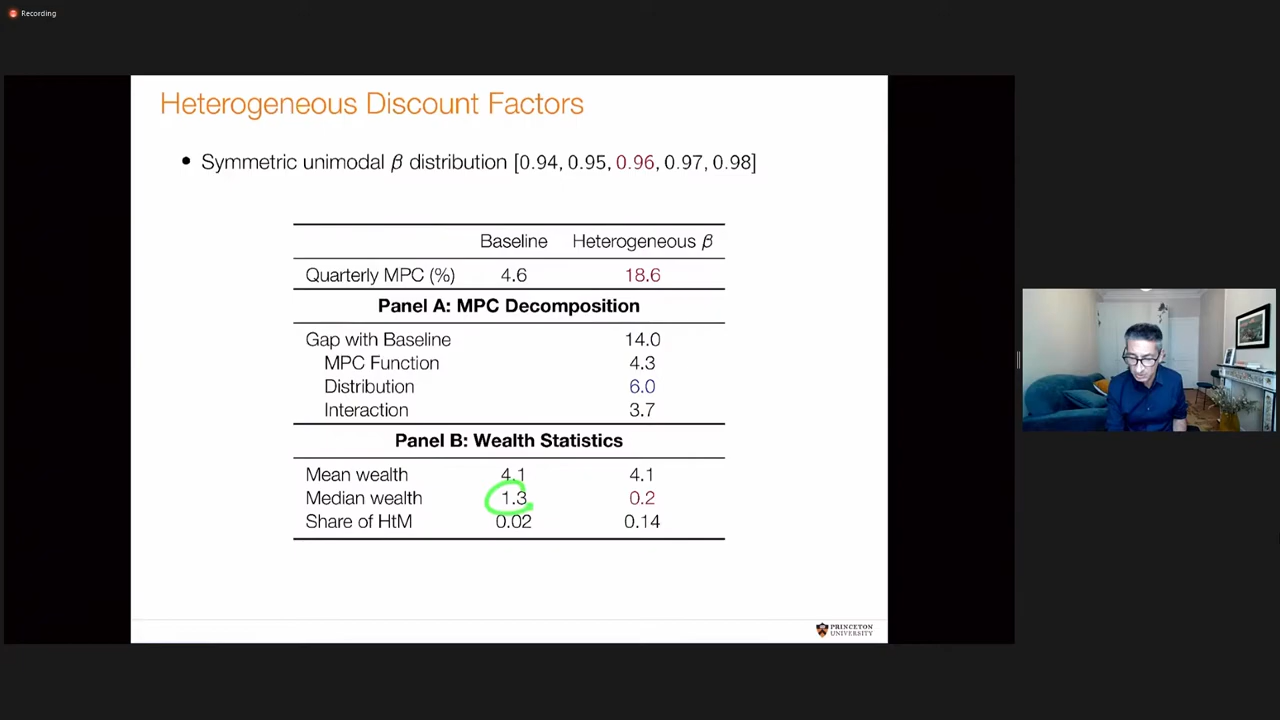 Recording
Heterogeneous Discount Factors
• Symmetric unimodal β distribution [0.94, 0.95, 0.96, 0.97, 0.98]
Baseline Heterogeneous β
Quarterly MPC (%) 4.6 18.6
Panel A: MPC Decomposition
Gap with Baseline 14.0
MPC Function 4.3
Distribution 6.0
Interaction 3.7
Panel B: Wealth Statistics
Mean wealth 4.1 4.1
Median wealth 1.3 0.2
Share of HtM 0.02 0.14
PRINCETON
UNIVERSITY